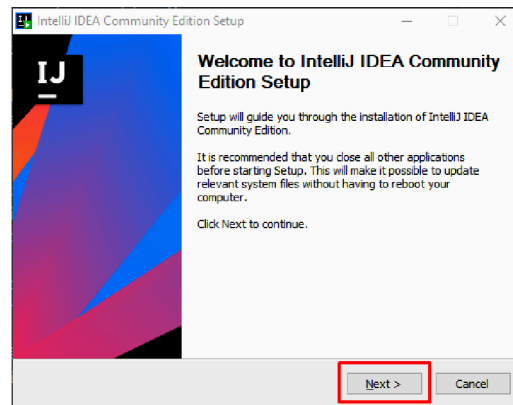 IntelliJ IDEA Community Edition Setup
IJ
Welcome to IntelliJ IDEA Community
Edition Setup
Setup will guide you through the installation of IntelliJ IDEA
Community Edition.
It is recommended that you close all other applications
before starting Setup. This will make it possible to update
relevant system files without having to reboot your
computer.
Click Next to continue.
Next >
Cancel